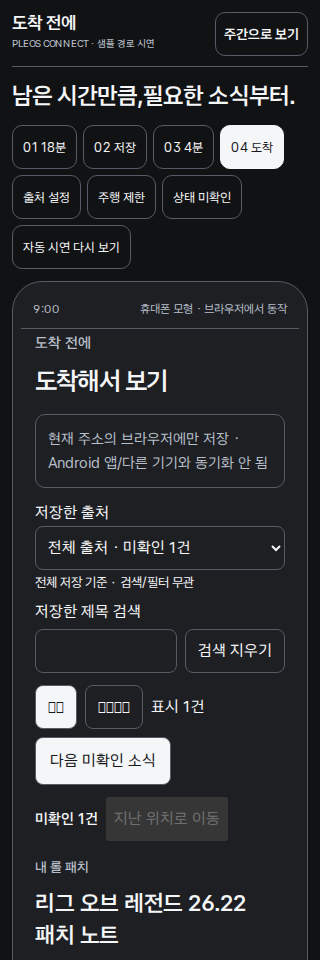 도착 전에
PLEOS CONNECT · 샘플 경로 시연
주간으로 보기
남은 시간만큼,필요한 소식부터.
01 18분
02 저장
03 4분
04 도착
출처 설정
주행 제한
상태 미확인
자동 시연 다시 보기
9:00
휴대폰 모형 · 브라우저에서 동작
도착 전에
도착해서 보기
현재 주소의 브라우저에만 저장 ·
Android 앱/다른 기기와 동기화 안 됨
저장한 출처
전체 출처 · 미확인 1건
전체 저장 기준 · 검색/필터 무관
저장한 제목 검색
검색 지우기
표시 1건
다음 미확인 소식
미확인 1건
지난 위치로 이동
내 롤 패치
리그 오브 레전드 26.22
패치 노트